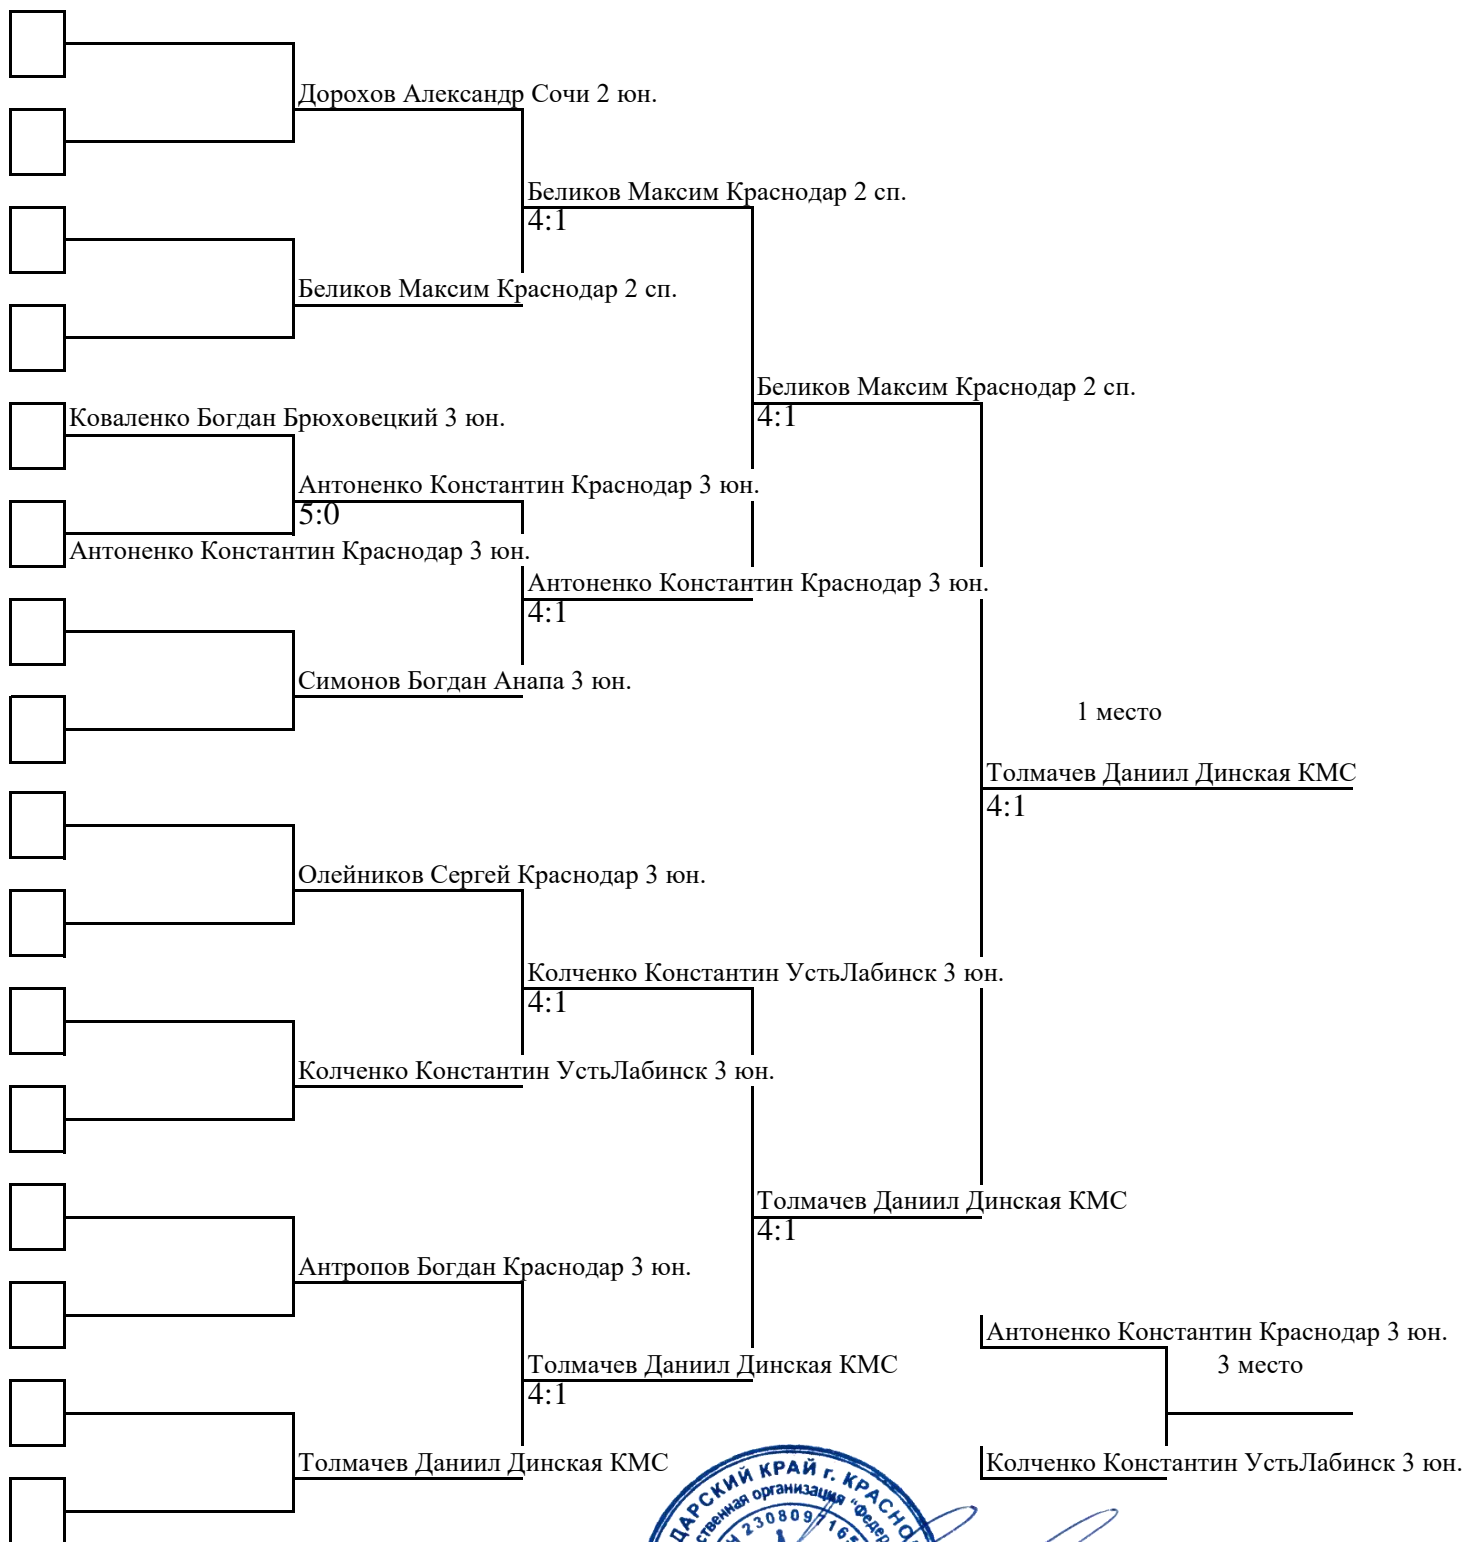 Дорохов Александр Сочи 2 юн.
Беликов Максим Краснодар 2 сп.
4:1
Беликов Максим Краснодар 2 сп.
Беликов Максим Краснодар 2 сп.
4:1
Коваленко Богдан Брюховецкий 3 юн.
Антоненко Константин Краснодар 3 юн.
5:0
Антоненко Константин Краснодар 3 юн.
Антоненко Константин Краснодар 3 юн.
4:1
Симонов Богдан Анапа 3 юн.
1 место
Толмачев Даниил Динская КМС
4:1
Олейников Сергей Краснодар 3 юн.
Колченко Константин УстьЛабинск 3 юн.
4:1
Колченко Константин УстьЛабинск 3 юн.
Толмачев Даниил Динская КМС
4:1
Антропов Богдан Краснодар 3 юн.
Антоненко Константин Краснодар 3 юн.
3 место
Толмачев Даниил Динская КМС
4:1
Толмачев Даниил Динская КМС
Колченко Константин УстьЛабинск 3 юн.
КРАЙ г.
организация